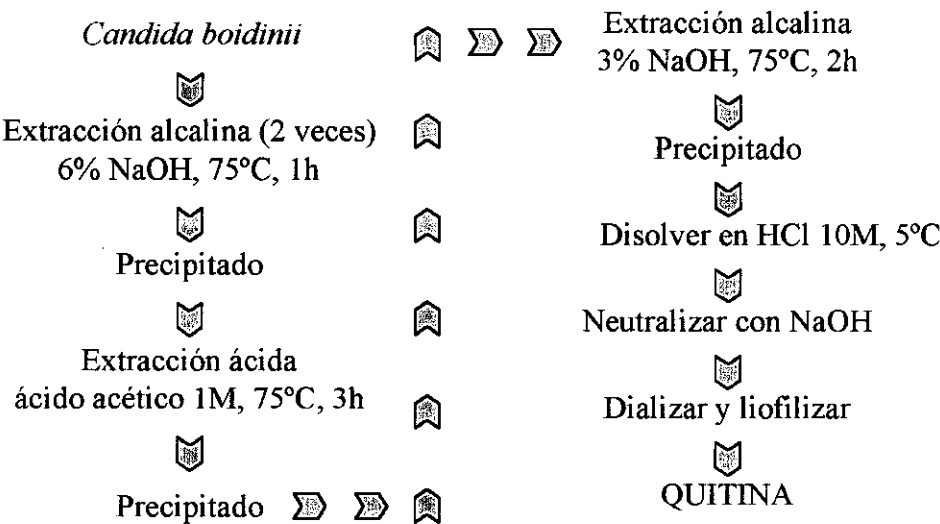 Candida boidinii
Extracción alcalina (2 veces)
6% NaOH, 75ºC, 1h
Precipitado
Extracción ácida
ácido acético 1M, 75ºC, 3h
Precipitado
Extracción alcalina
3% NaOH, 75ºC, 2h
Precipitado
Disolver en HCl 10M, 5ºC
Neutralizar con NaOH
Dializar y liofilizar
QUITINA